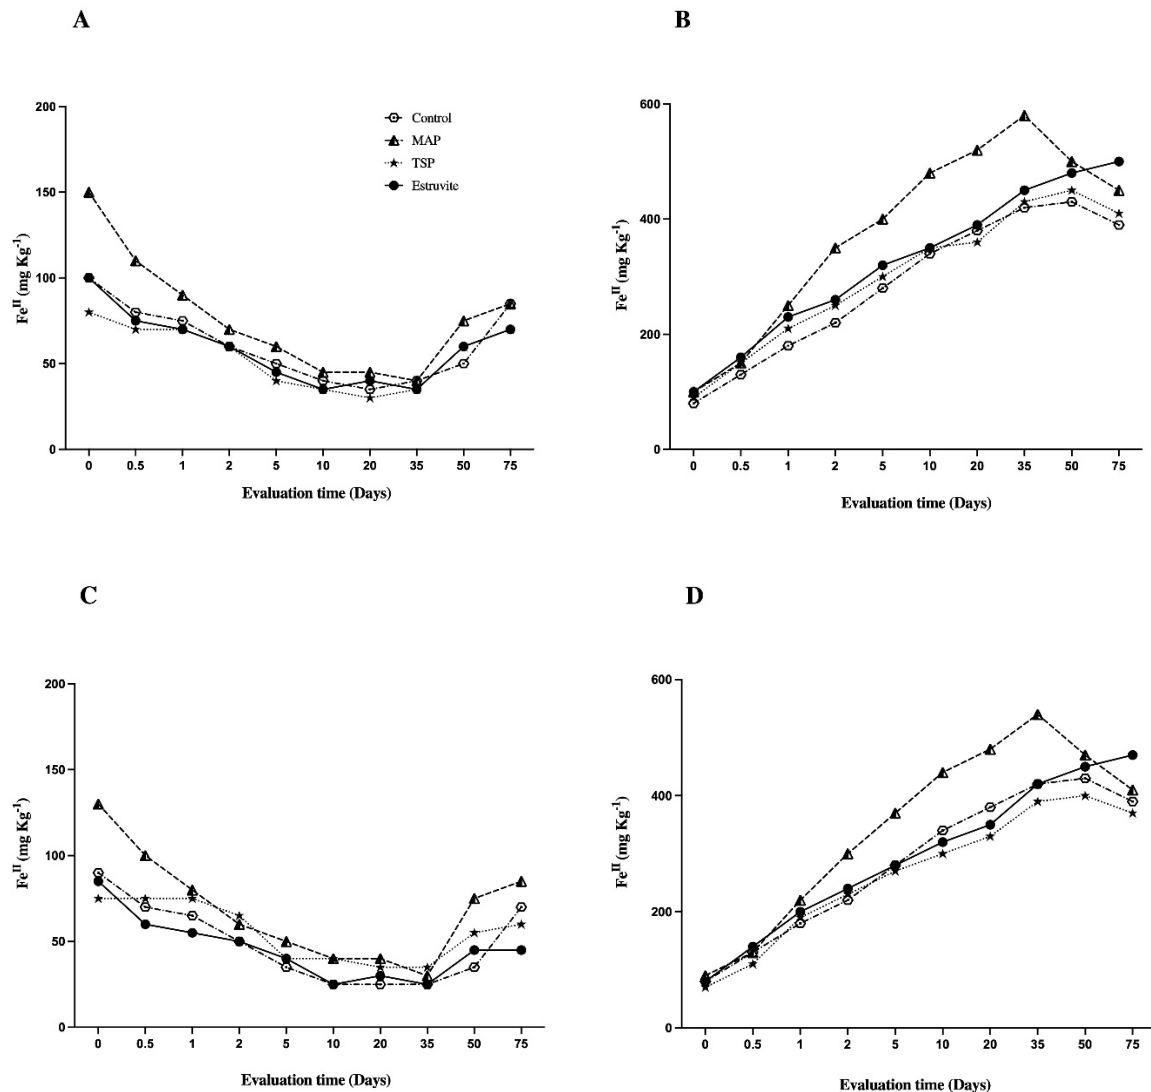 A
Fe^II (mg Kg^-1)
200
150
100
50
0
Control
MAP
TSP
Estruvite
0 0.5 1 2 5 10 20 35 50 75
Evaluation time (Days)
B
Fe^II (mg Kg^-1)
600
400
200
0
0 0.5 1 2 5 10 20 35 50 75
Evaluation time (Days)
C
Fe^II (mg Kg^-1)
200
150
100
50
0
0 0.5 1 2 5 10 20 35 50 75
Evaluation time (Days)
D
Fe^II (mg Kg^-1)
600
400
200
0
0 0.5 1 2 5 10 20 35 50 75
Evaluation time (Days)